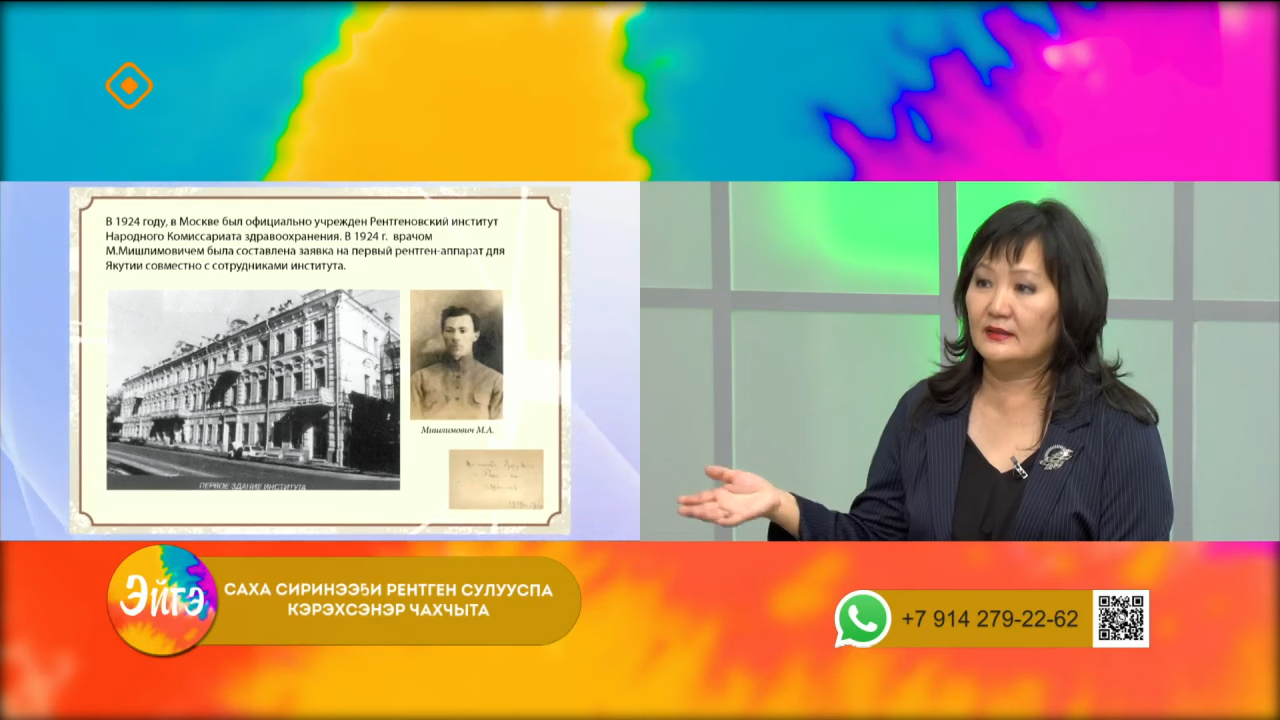 В 1924 году, в Москве был официально учрежден Рентгеновский институт
Народного Комиссариата здравоохранения. В 1924 г. врачом
М.Мишлимовичем была составлена заявка на первый рентген-аппарат для
Якутии совместно с сотрудниками института.
Мишлимович М.А.
ПЕРВОЕ ЗДАНИЕ ИНСТИТУТА
Эйгэ
САХА СИРИНЭЭҔИ РЕНТГЕН СУЛУУСПА
КЭРЭХСЭНЭР ЧАХЧЫТА
+7 914 279-22-62